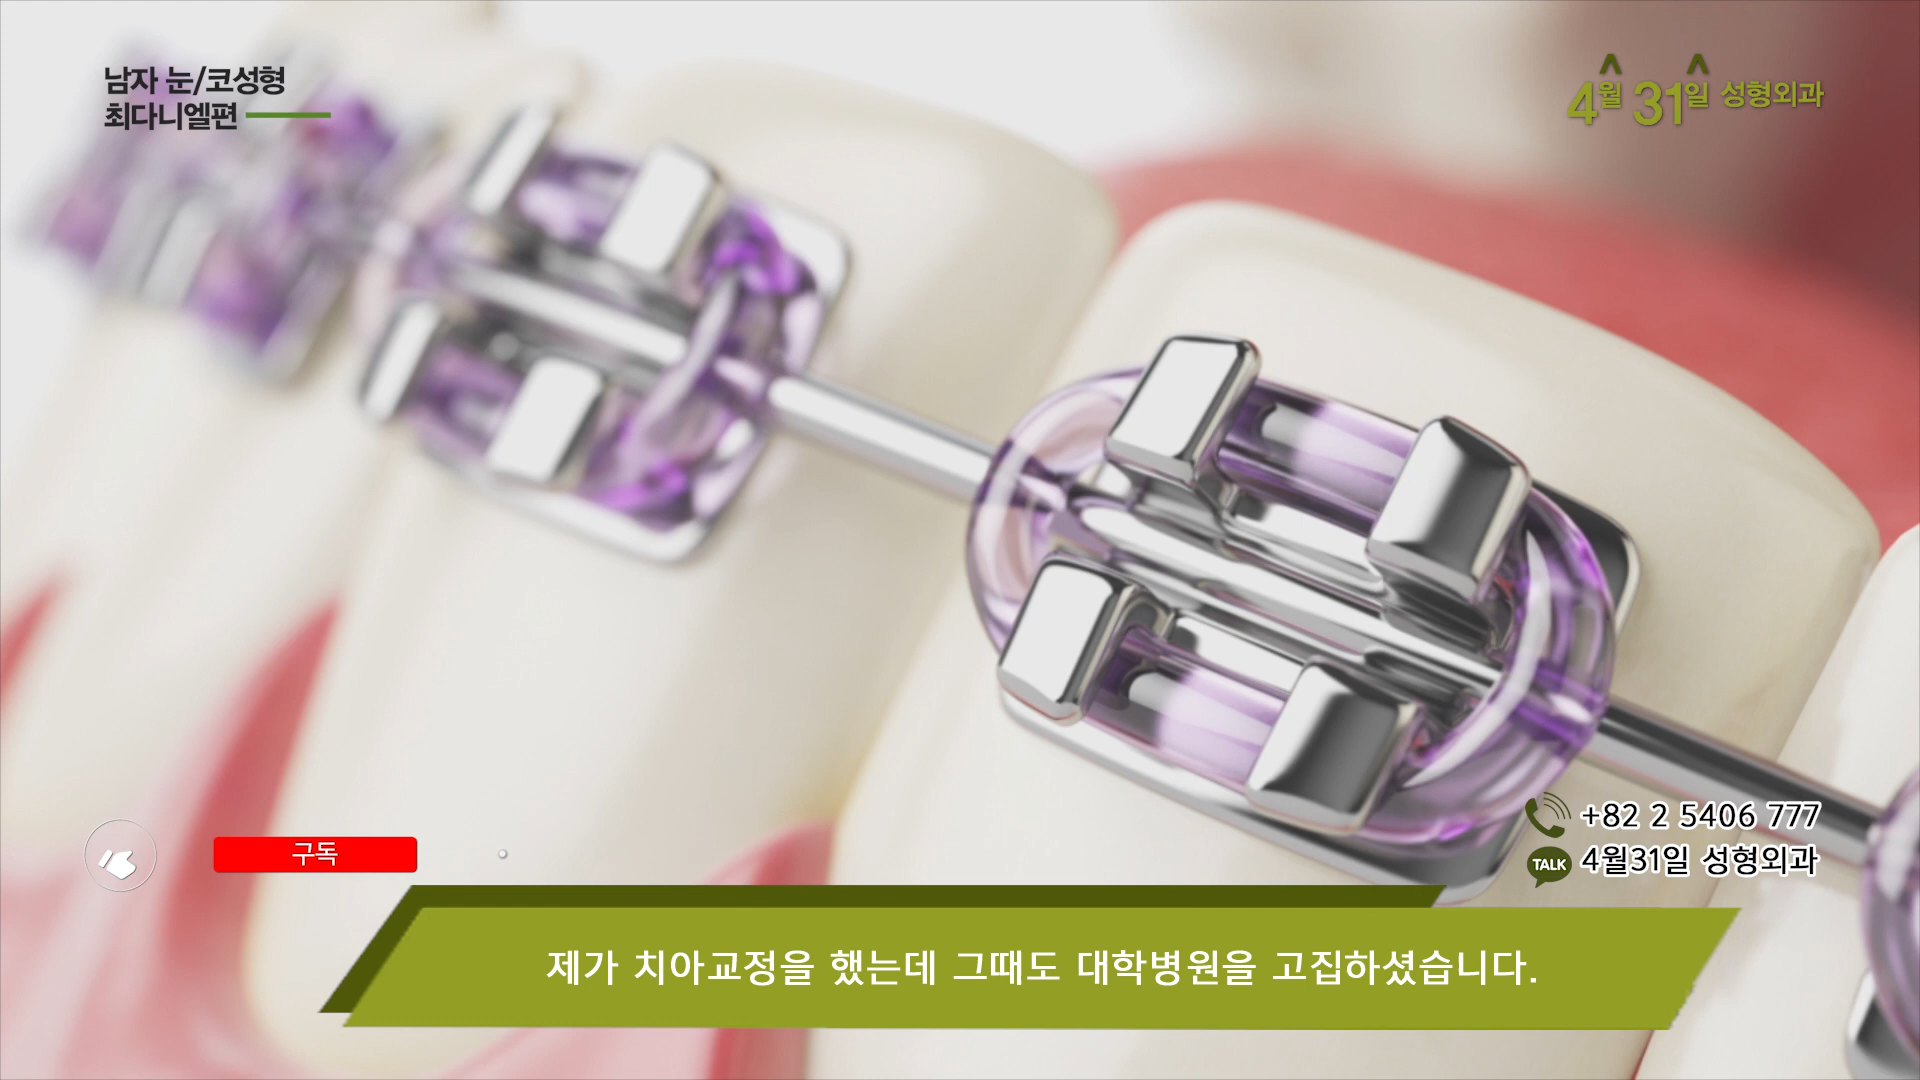 남자 눈/코성형
최다니엘편
4월 31일 성형외과
+82 2 5406 777
TALK 4월31일 성형외과
구독
제가 치아교정을 했는데 그때도 대학병원을 고집하셨습니다.